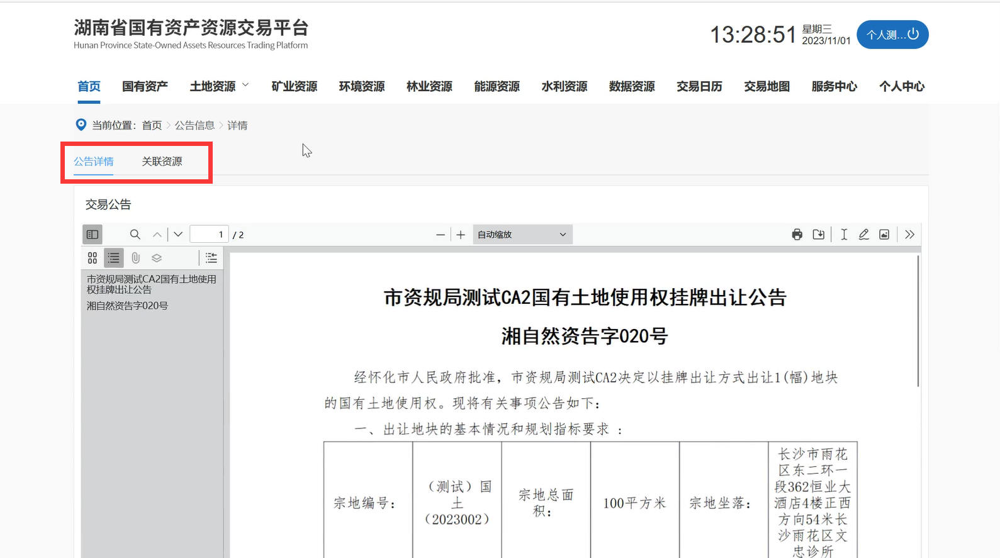 湖南省国有资产资源交易平台
Hunan Province State-Owned Assets Resources Trading Platform
13:28:51
星期三
2023/11/01
个人测...
首页 国有资产 土地资源 矿业资源 环境资源 林业资源 能源资源 水利资源 数据资源 交易日历 交易地图 服务中心 个人中心
当前位置: 首页 > 公告信息 > 详情
公告详情 关联资源
交易公告
1 / 2
自动缩放
市资规局测试CA2国有土地使用
权挂牌出让公告
湘自然资告字020号
市资规局测试CA2国有土地使用权挂牌出让公告
湘自然资告字020号
经怀化市人民政府批准，市资规局测试CA2决定以挂牌出让方式出让1(幅)地块
的国有土地使用权。现将有关事项公告如下：
一、出让地块的基本情况和规划指标要求 ：
宗地编号：
（测试）国
土
（2023002）
宗地总面
积：
100平方米
宗地坐落：
长沙市雨花
区东二环一
段362恒业大
酒店4楼正西
方向54米长
沙雨花区文
忠诊所